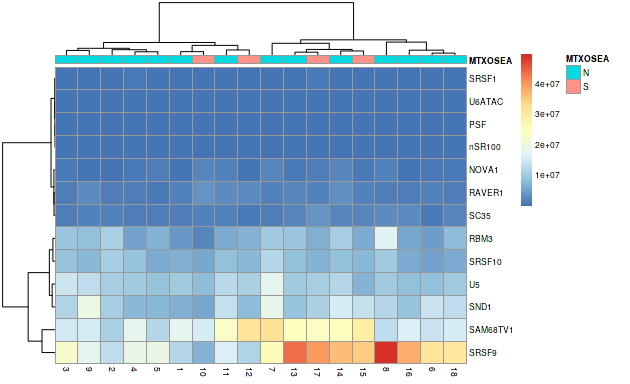 MTXOSEA
SRSF1
U6ATAC
PSF
nSR100
NOVA1
RAVER1
SC35
RBM3
SRSF10
U5
SND1
SAM68TV1
SRSF9
3 9 2 4 5 1 10 11 12 7 13 17 14 15 8 16 6 18
4e+07
3e+07
2e+07
1e+07
MTXOSEA
N
S